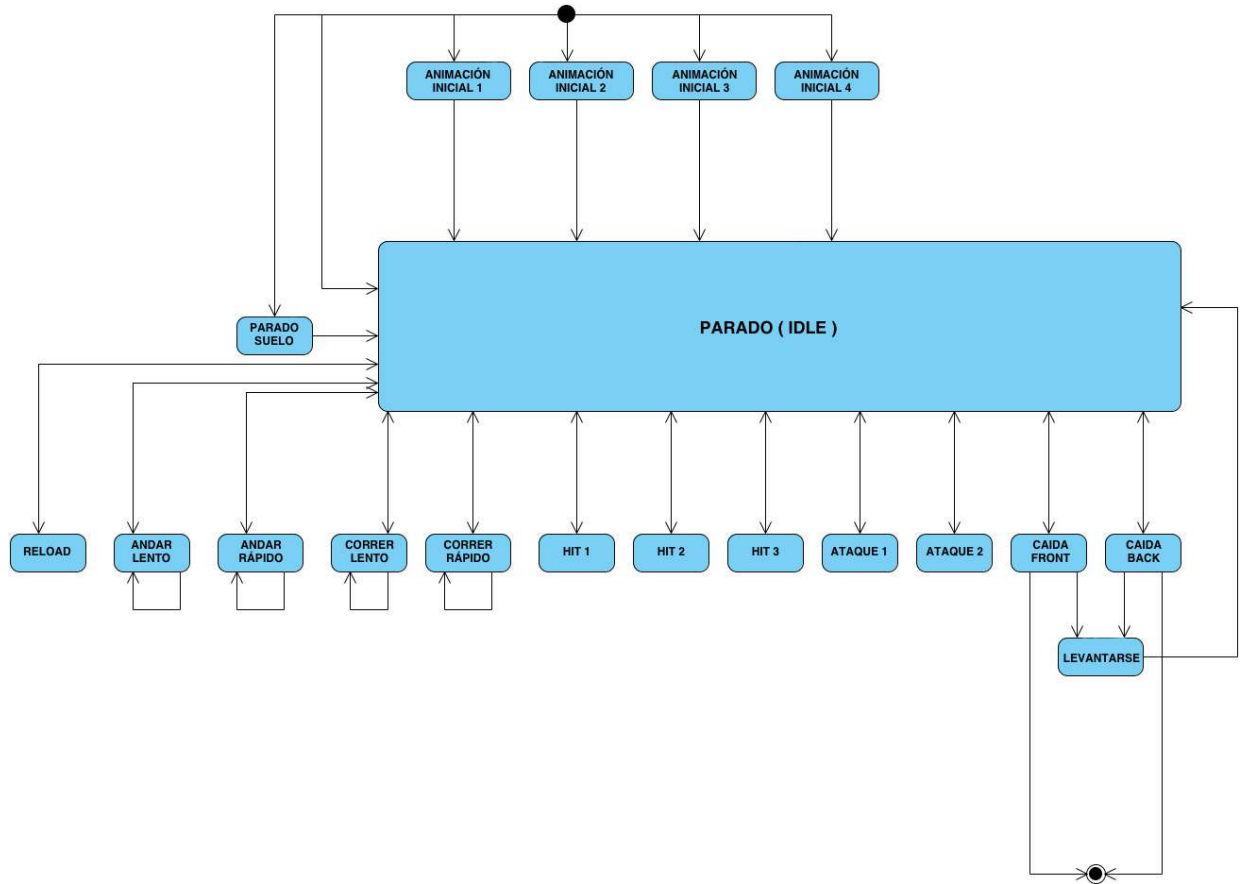 ANIMACIÓN
INICIAL 1
ANIMACIÓN
INICIAL 2
ANIMACIÓN
INICIAL 3
ANIMACIÓN
INICIAL 4
PARADO ( IDLE )
PARADO
SUELO
RELOAD
ANDAR
LENTO
ANDAR
RÁPIDO
CORRER
LENTO
CORRER
RÁPIDO
HIT 1
HIT 2
HIT 3
ATAQUE 1
ATAQUE 2
CAIDA
FRONT
CAIDA
BACK
LEVANTARSE